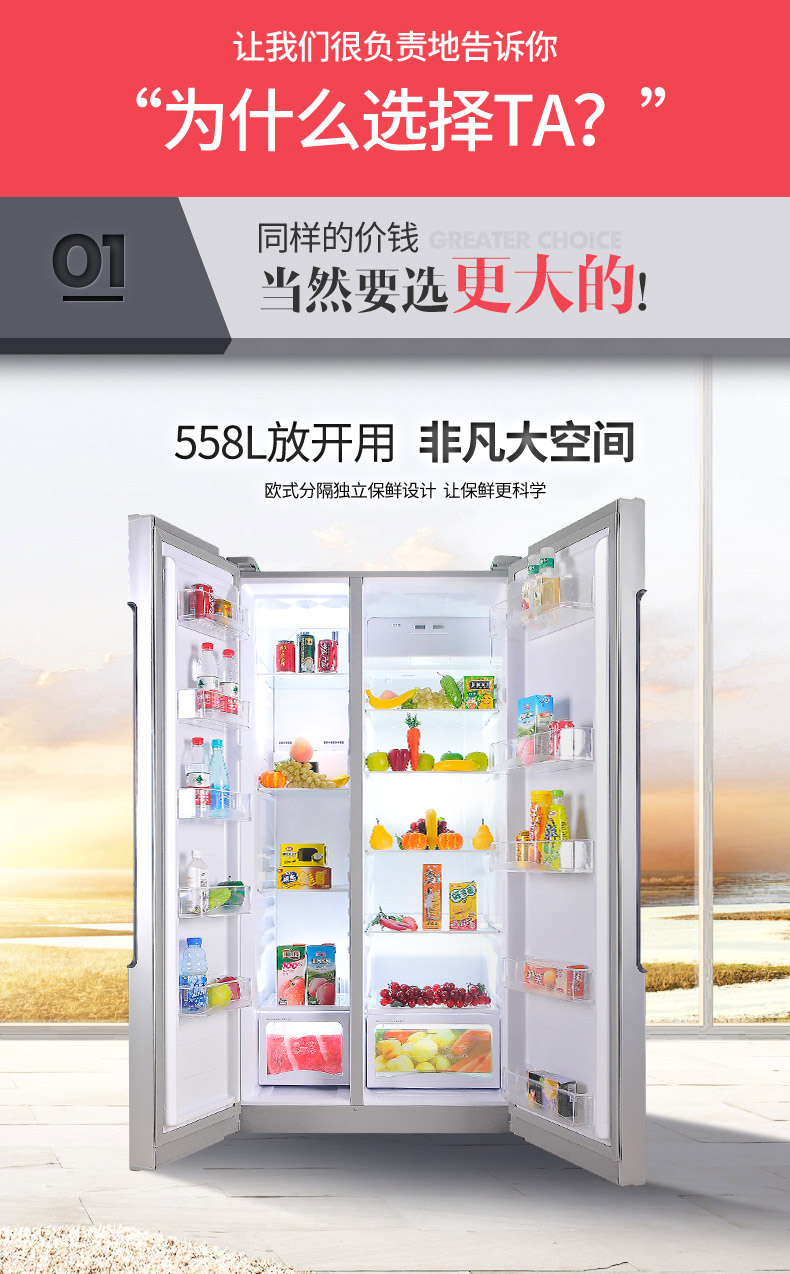 让我们很负责地告诉你
“为什么选择TA？”
01
同样的价钱 GREATER CHOICE
当然要选更大的!
558L放开用 非凡大空间
欧式分隔独立保鲜设计 让保鲜更科学